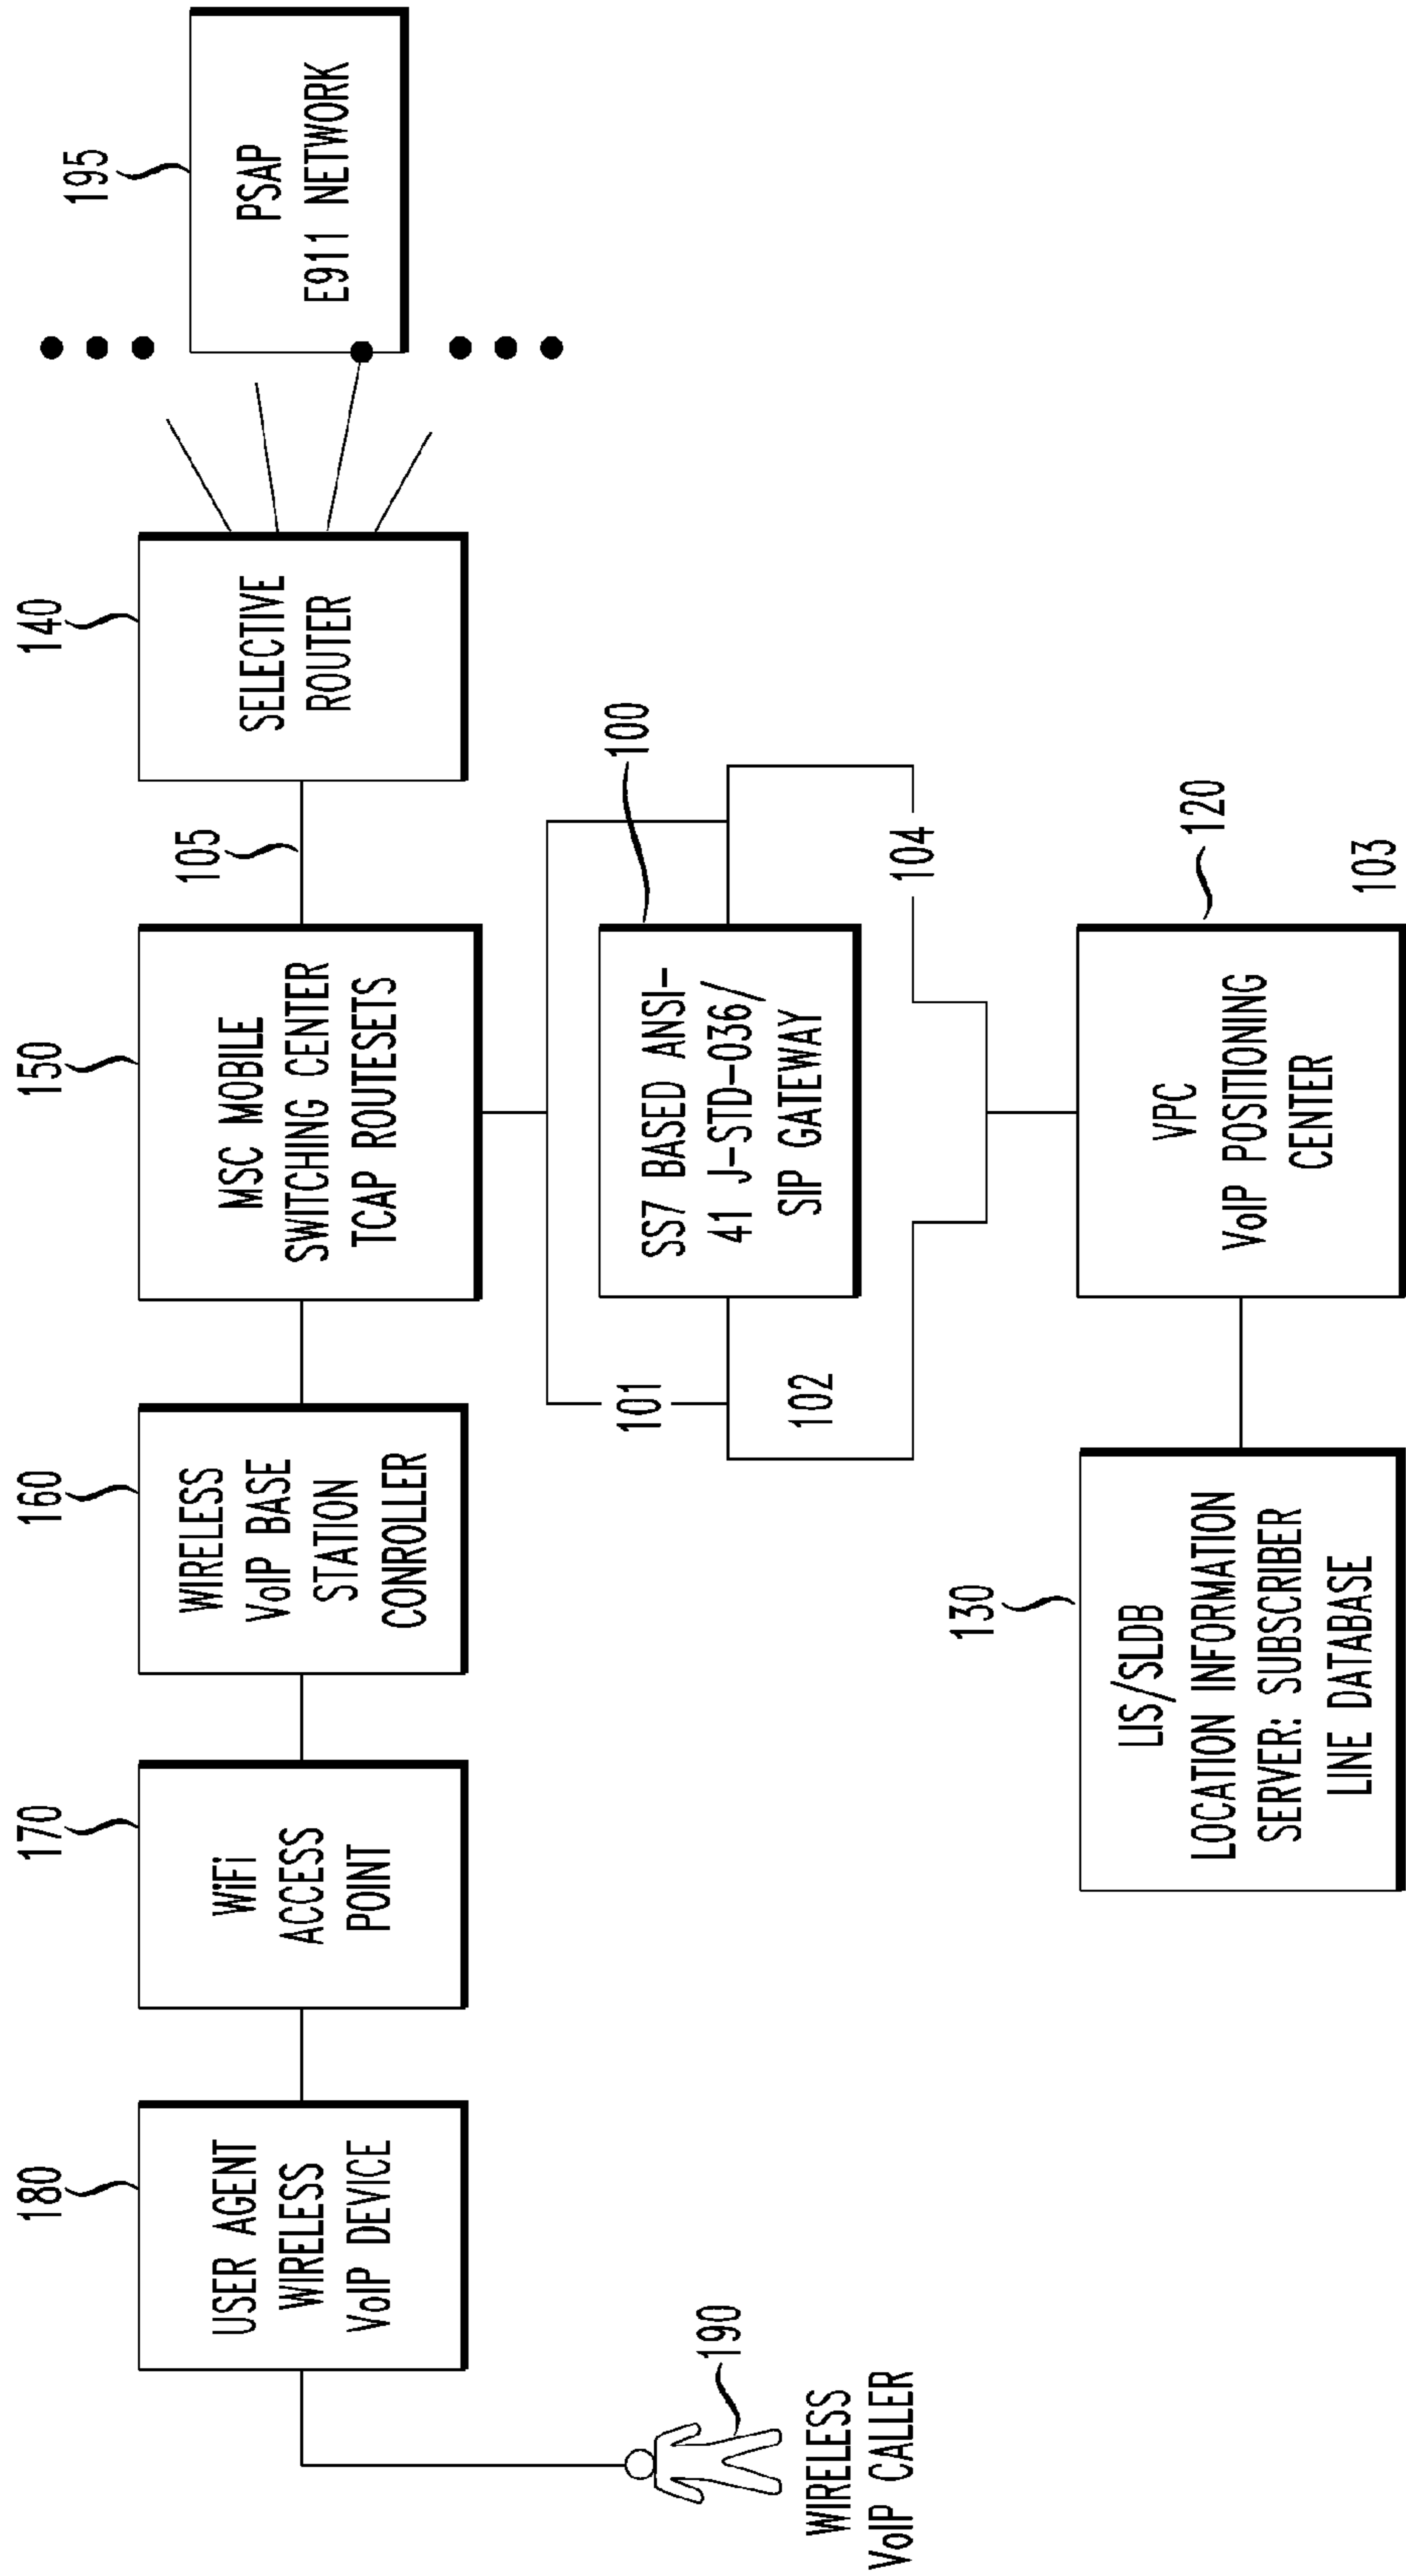 180
USER AGENT
WIRELESS
VoIP DEVICE
170
WiFi
ACCESS
POINT
160
WIRELESS
VoIP BASE
STATION
CONROLLER
150
MSC MOBILE
SWITCHING CENTER
TCAP ROUTESETS
105
140
SELECTIVE
ROUTER
195
PSAP
E911 NETWORK
190
WIRELESS
VoIP CALLER
101
102
100
SS7 BASED ANSI-
41 J-STD-036/
SIP GATEWAY
104
130
LIS/SLDB
LOCATION INFORMATION
SERVER: SUBSCRIBER
LINE DATABASE
120
VPC
VoIP POSITIONING
CENTER
103